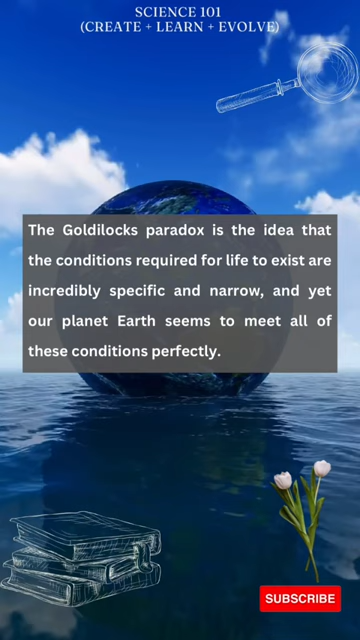 SCIENCE 101
(CREATE + LEARN + EVOLVE)
The Goldilocks paradox is the idea that
the conditions required for life to exist are
incredibly specific and narrow, and yet
our planet Earth seems to meet all of
these conditions perfectly.
SUBSCRIBE